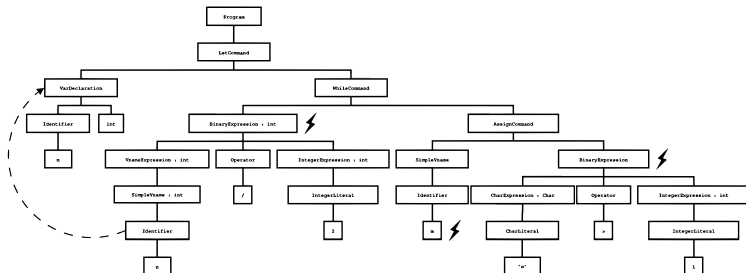 Program
LetCommand
VarDeclaration
WhileCommand
Identifier
int
BinaryExpression : int
AssignCommand
n
VnameExpression : int
Operator
IntegerExpression : int
SimpleVname
BinaryExpression
SimpleVname : int
/
IntegerLiteral
Identifier
CharExpression : Char
Operator
IntegerExpression : int
Identifier
2
m
CharLiteral
>
IntegerLiteral
n
1